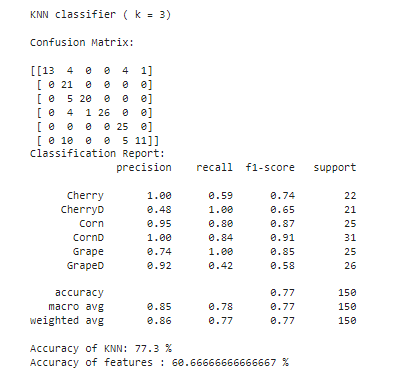 KNN classifier ( k = 3)
Confusion Matrix:
[[13 4 0 0 4 1]
[ 0 21 0 0 0 0]
[ 0 5 20 0 0 0]
[ 0 4 1 26 0 0]
[ 0 0 0 0 25 0]
[ 0 10 0 0 5 11]]
Classification Report:
precision recall f1-score support
Cherry 1.00 0.59 0.74 22
CherryD 0.48 1.00 0.65 21
Corn 0.95 0.80 0.87 25
CornD 1.00 0.84 0.91 31
Grape 0.74 1.00 0.85 25
GrapeD 0.92 0.42 0.58 26
accuracy 0.77 150
macro avg 0.85 0.78 0.77 150
weighted avg 0.86 0.77 0.77 150
Accuracy of KNN: 77.3 %
Accuracy of features : 60.66666666666667 %